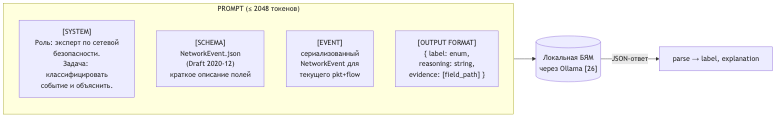 PROMPT (≤ 2048 токенов)
[SYSTEM]
Роль: эксперт по сетевой
безопасности.
Задача:
классифицировать
событие и объяснить.
[SCHEMA]
NetworkEvent.json
(Draft 2020-12)
краткое описание полей
[EVENT]
сериализованный
NetworkEvent для
текущего pkt+flow
[OUTPUT FORMAT]
{ label: enum,
reasoning: string,
evidence: [field_path] }
Локальная БЯМ
через Ollama [26]
JSON-ответ
parse → label, explanation